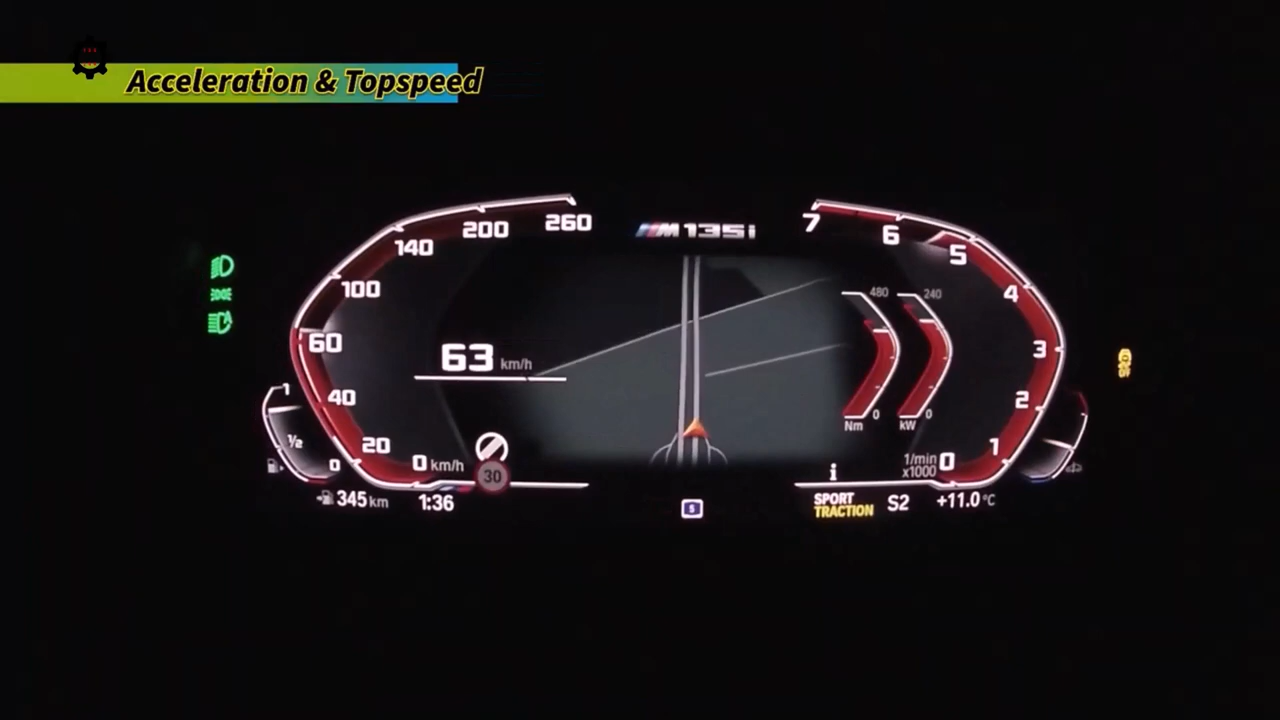 Acceleration & Topspeed
260
200
140
100
60
40
20
0 km/h
M135i
7
6
5
4
3
2
1
0
1/min
x1000
480
0
Nm
240
0
kW
63 km/h
1
1/2
0
30
345 km
1:36
5
SPORT
TRACTION
S2
+11.0°C